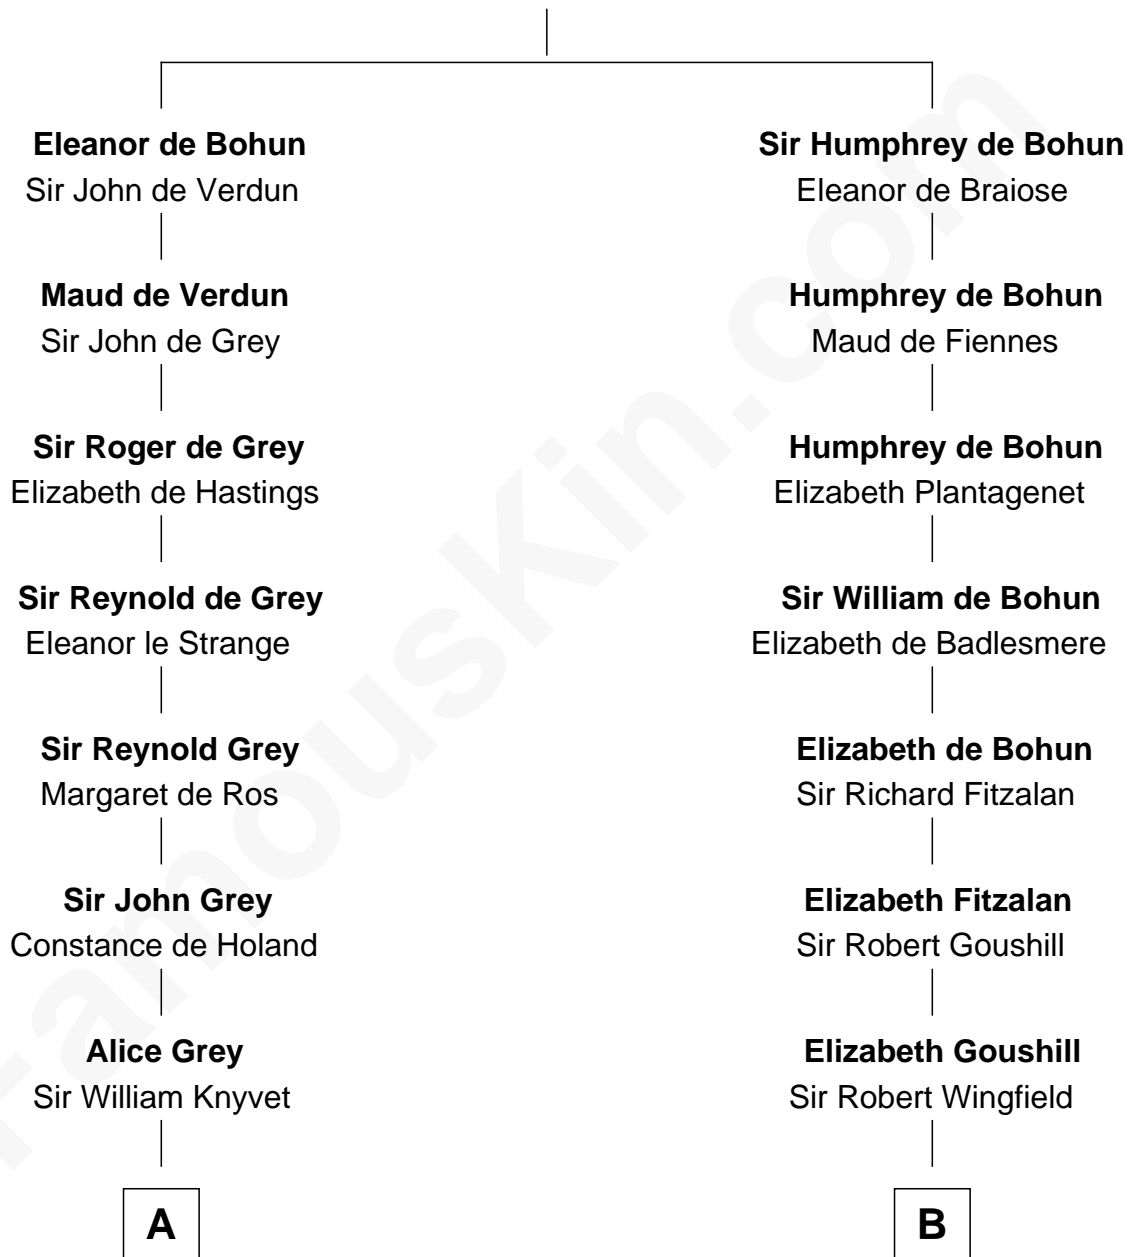 Eleanor de Bohun
Sir John de Verdun
Maud de Verdun
Sir John de Grey
Sir Roger de Grey
Elizabeth de Hastings
Sir Reynold de Grey
Eleanor le Strange
Sir Reynold Grey
Margaret de Ros
Sir John Grey
Constance de Holand
Alice Grey
Sir William Knyvet
A
Sir Humphrey de Bohun
Eleanor de Braiose
Humphrey de Bohun
Maud de Fiennes
Humphrey de Bohun
Elizabeth Plantagenet
Sir William de Bohun
Elizabeth de Badlesmere
Elizabeth de Bohun
Sir Richard Fitzalan
Elizabeth Fitzalan
Sir Robert Goushill
Elizabeth Goushill
Sir Robert Wingfield
B
FamousKin.com